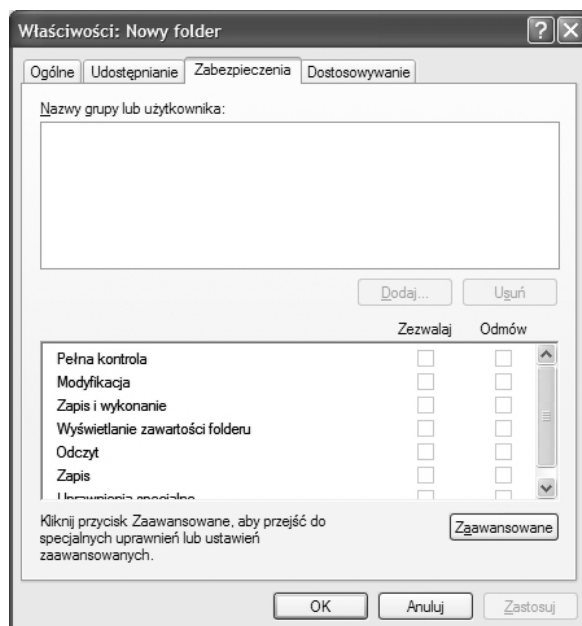 Właściwości: Nowy folder
Ogólne Udostępnianie Zabezpieczenia Dostosowywanie
Nazwy grupy lub użytkownika:
Dodaj... Usuń
Zezwalaj Odmów
Pełna kontrola
Modyfikacja
Zapis i wykonanie
Wyświetlanie zawartości folderu
Odczyt
Zapis
Uprawnienia specjalne
Kliknij przycisk Zaawansowane, aby przejść do
specjalnych uprawnień lub ustawień
zaawansowanych.
Zaawansowane
OK Anuluj Zastosuj